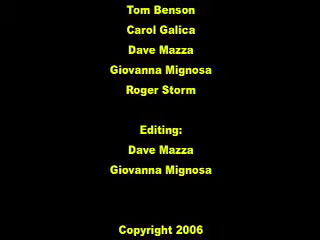 Tom Benson
Carol Galica
Dave Mazza
Giovanna Mignosa
Roger Storm
Editing:
Dave Mazza
Giovanna Mignosa
Copyright 2006